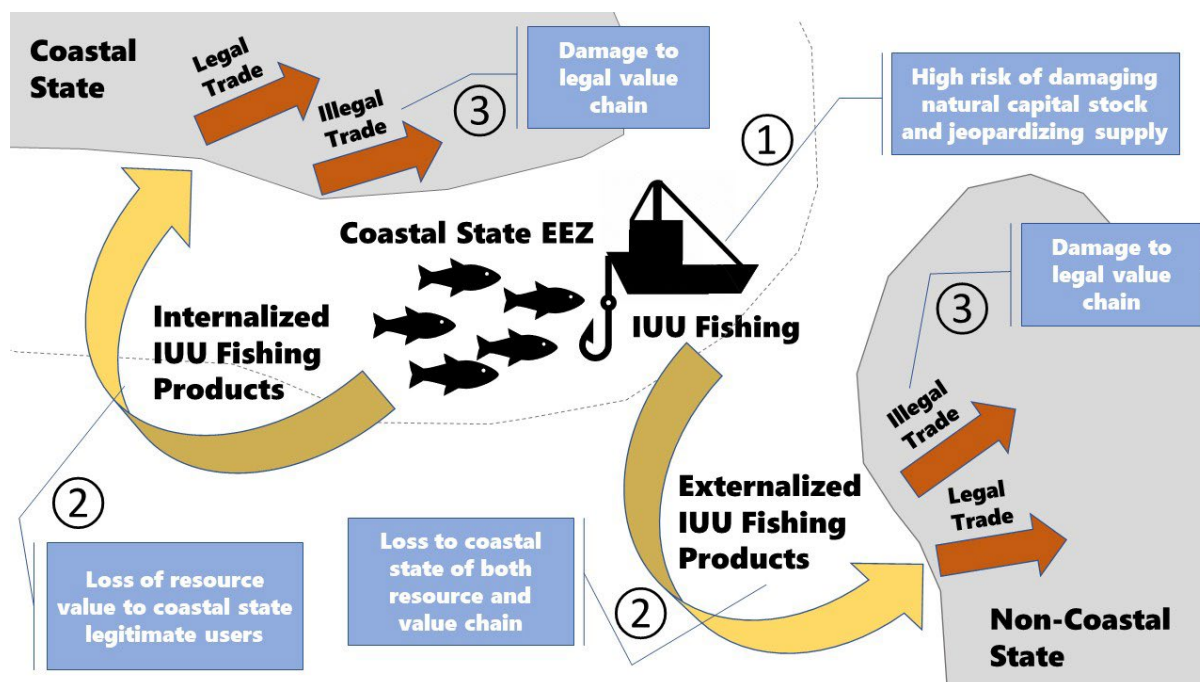 Coastal
State
Legal
Trade
Illegal
Trade
3
Damage to
legal value
chain
1
High risk of damaging
natural capital stock
and jeopardizing supply
Coastal State EEZ
IUU Fishing
Internalized
IUU Fishing
Products
2
Loss of resource
value to coastal state
legitimate users
Loss to coastal
state of both
resource and
value chain
2
Externalized
IUU Fishing
Products
3
Damage to
legal value
chain
Illegal
Trade
Legal
Trade
Non-Coastal
State